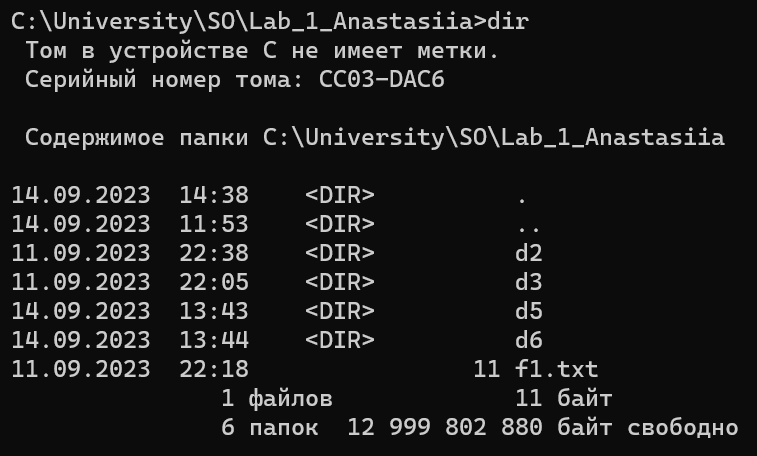 C:\University\SO\Lab_1_Anastasiia>dir
Том в устройстве C не имеет метки.
Серийный номер тома: CC03-DAC6
Содержимое папки C:\University\SO\Lab_1_Anastasiia
14.09.2023  14:38    <DIR>          .
14.09.2023  11:53    <DIR>          ..
11.09.2023  22:38    <DIR>          d2
11.09.2023  22:05    <DIR>          d3
14.09.2023  13:43    <DIR>          d5
14.09.2023  13:44    <DIR>          d6
11.09.2023  22:18                11 f1.txt
1 файлов             11 байт
6 папок  12 999 802 880 байт свободно